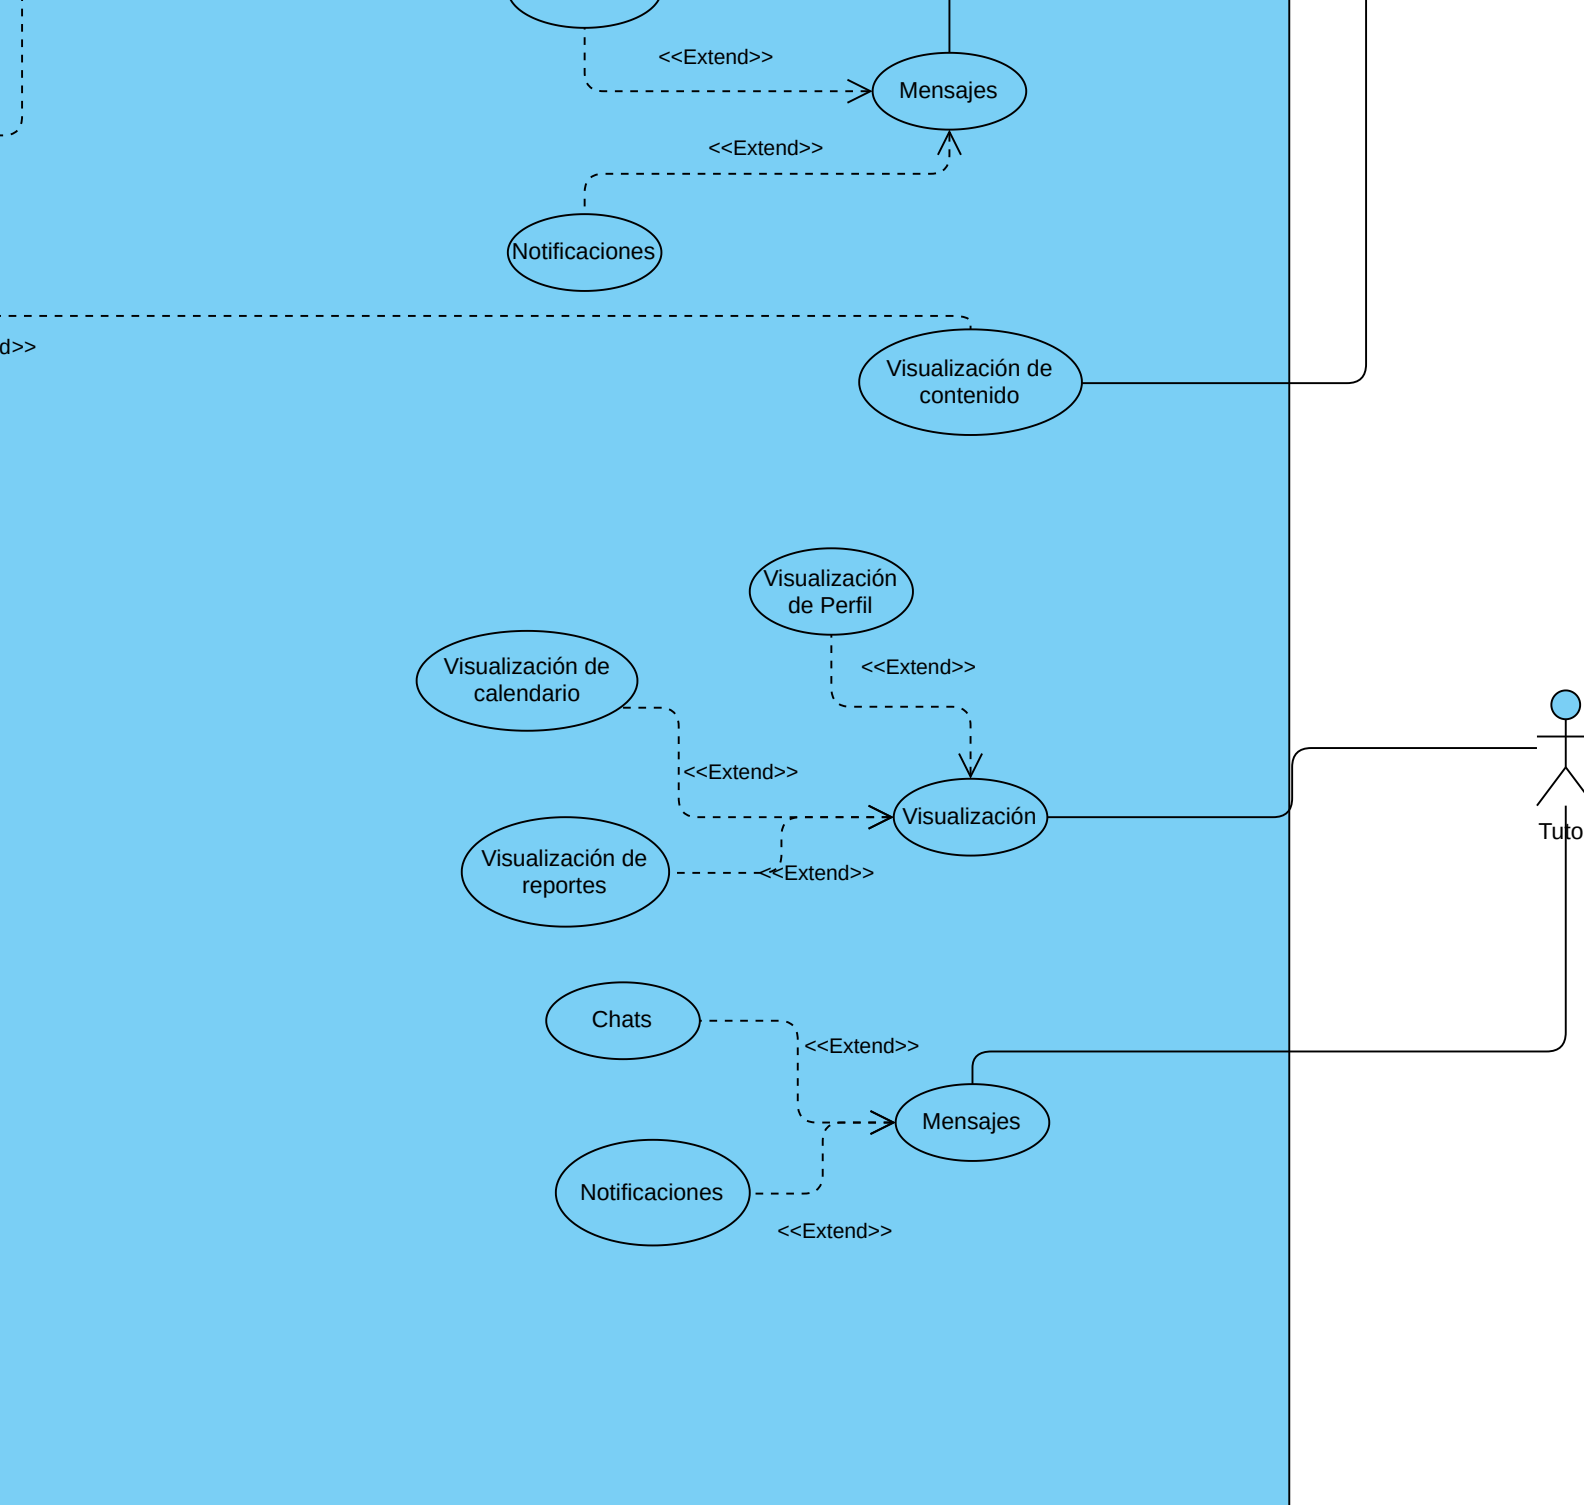 <<Extend>>
Mensajes
<<Extend>>
Notificaciones
d>>
Visualización de
contenido
Visualización
de Perfil
Visualización de
calendario
<<Extend>>
<<Extend>>
Visualización
Visualización de
reportes
<<Extend>>
Tuto
Chats
<<Extend>>
Mensajes
Notificaciones
<<Extend>>